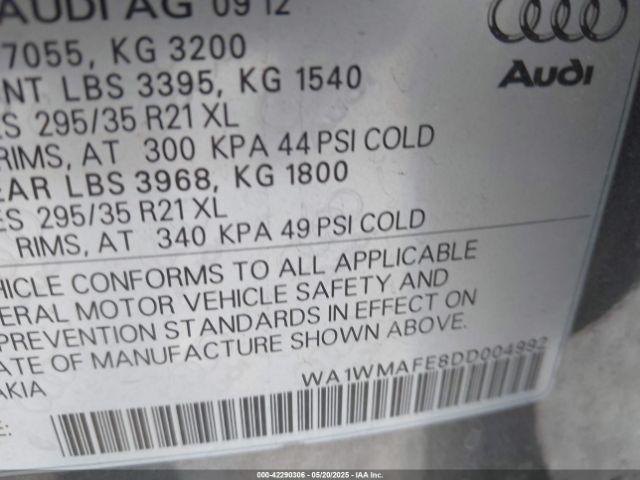 AUDI AG 09 12
7055, KG 3200
NT LBS 3395, KG 1540
ES 295/35 R21 XL
RIMS, AT 300 KPA 44 PSI COLD
EAR LBS 3968, KG 1800
ES 295/35 R21 XL
RIMS, AT 340 KPA 49 PSI COLD
Audi
HICLE CONFORMS TO ALL APPLICABLE
ERAL MOTOR VEHICLE SAFETY AND
PREVENTION STANDARDS IN EFFECT ON
ATE OF MANUFACTURE SHOWN ABOVE.
AKIA
WA1WMAFE8DD004992
E:
000-42290306 - 05/20/2025 - IAA Inc.